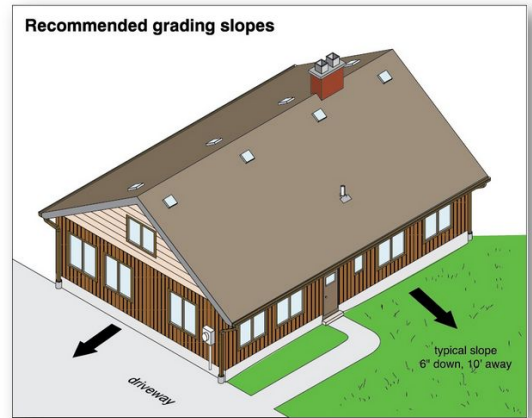 Recommended grading slopes
typical slope
6" down, 10' away
driveway